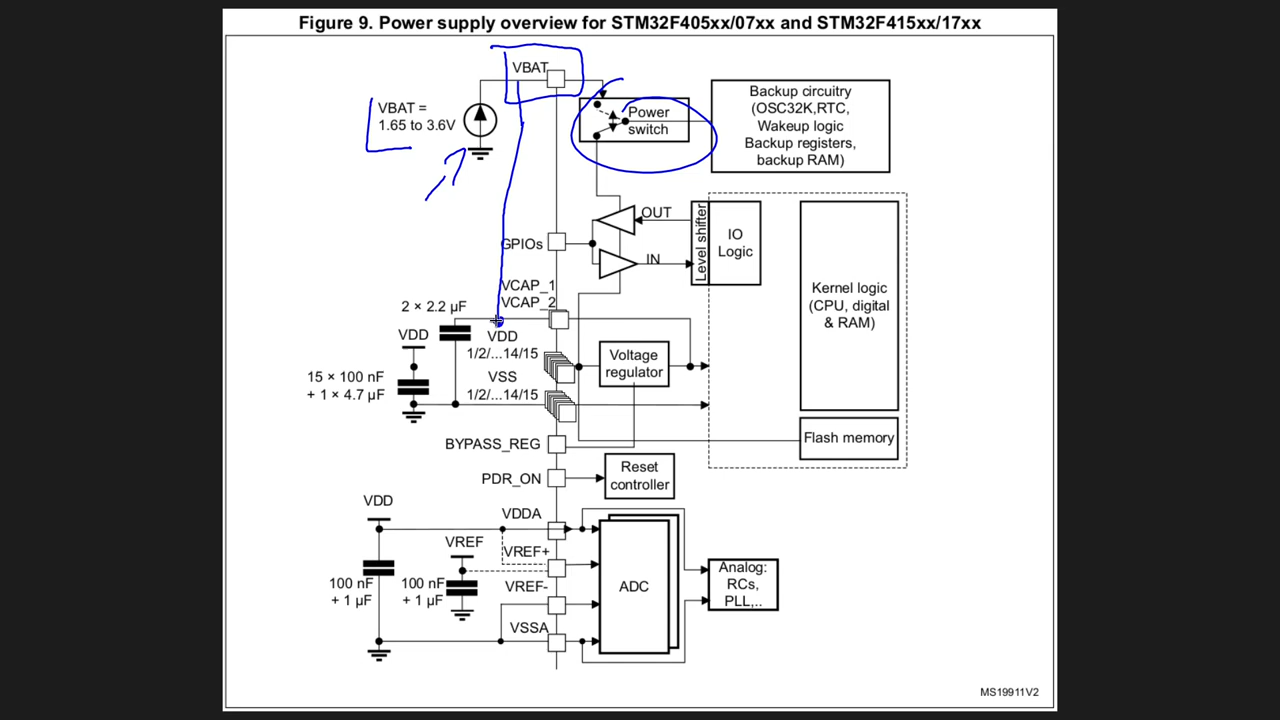 Figure 9. Power supply overview for STM32F405xx/07xx and STM32F415xx/17xx
VBAT
VBAT =
1.65 to 3.6V
Power
switch
Backup circuitry
(OSC32K,RTC,
Wakeup logic
Backup registers,
backup RAM)
OUT
GPIOs
IN
Level shifter
IO
Logic
Kernel logic
(CPU, digital
& RAM)
VCAP_1
VCAP_2
2 × 2.2 μF
VDD
VDD
1/2/...14/15
Voltage
regulator
15 × 100 nF
+ 1 × 4.7 μF
VSS
1/2/...14/15
Flash memory
BYPASS_REG
PDR_ON
Reset
controller
VDD
VDDA
VREF
VREF+
100 nF
+ 1 μF
100 nF
+ 1 μF
VREF-
ADC
Analog:
RCs,
PLL,..
VSSA
MS19911V2